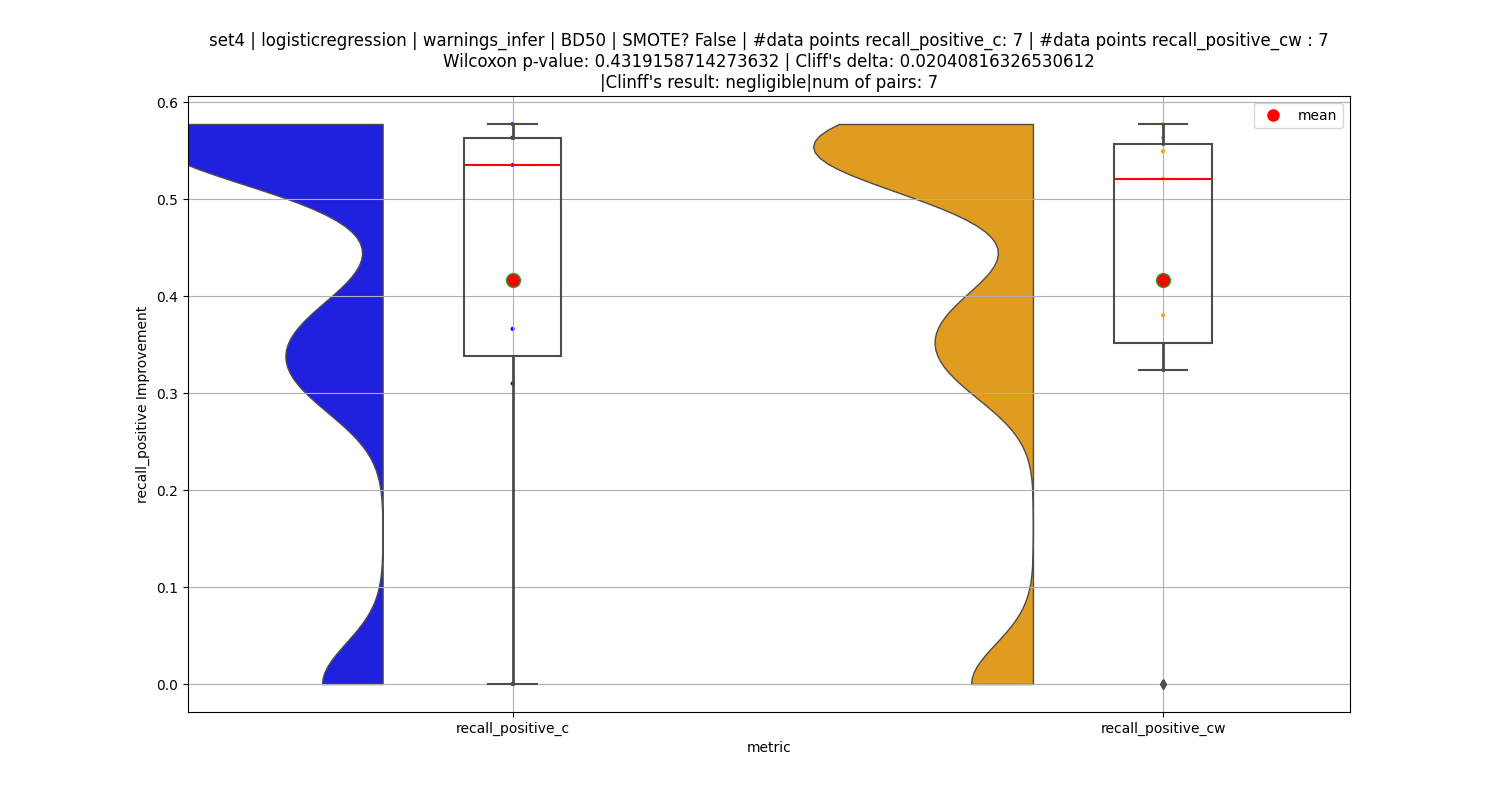 set4 | logisticregression | warnings_infer | BD50 | SMOTE? False | #data points recall_positive_c: 7 | #data points recall_positive_cw : 7
Wilcoxon p-value: 0.4319158714273632 | Cliff's delta: 0.02040816326530612
|Clinff's result: negligible|num of pairs: 7
mean
recall_positive Improvement
0.6
0.5
0.4
0.3
0.2
0.1
0.0
recall_positive_c
recall_positive_cw
metric